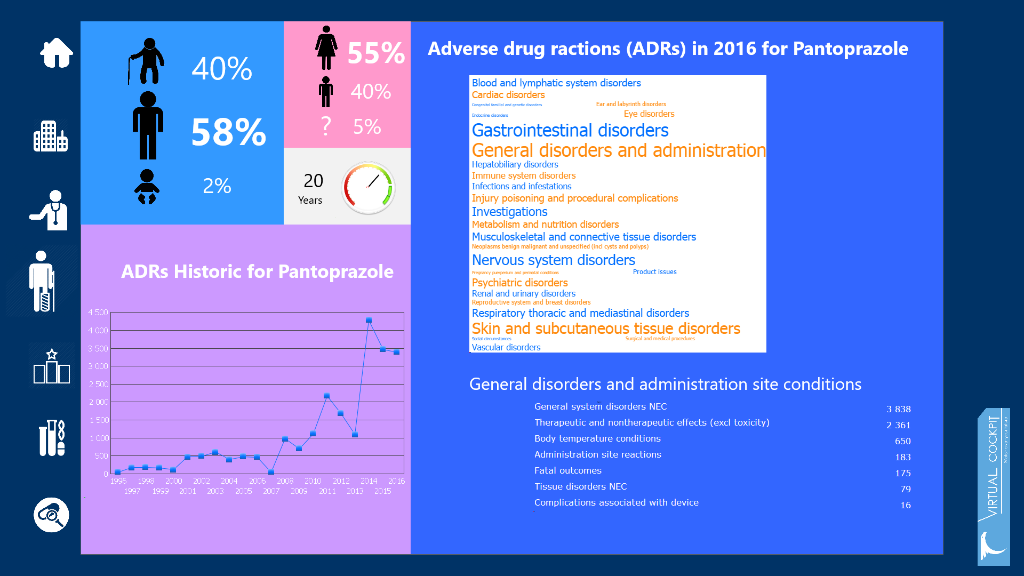 40%
58%
2%
55%
40%
? 5%
20
Years
ADRs Historic for Pantoprazole
4 500
4 000
3 500
3 000
2 500
2 000
1 500
1 000
500
0
1995 1998 1999 2000 2002 2004 2006 2008 2010 2012 2014 2016
1997 1999 2001 2003 2005 2007 2009 2011 2013 2015
Adverse drug ractions (ADRs) in 2016 for Pantoprazole
Blood and lymphatic system disorders
Cardiac disorders
Congenital familial and genetic disorders Ear and labyrinth disorders
Endocrine disorders Eye disorders
Gastrointestinal disorders
General disorders and administration
Hepatobiliary disorders
Immune system disorders
Infections and infestations
Injury poisoning and procedural complications
Investigations
Metabolism and nutrition disorders
Musculoskeletal and connective tissue disorders
Neoplasms benign malignant and unspecified (incl cysts and polyps)
Nervous system disorders
Pregnancy puerperium and perinatal conditions Product issues
Psychiatric disorders
Renal and urinary disorders
Reproductive system and breast disorders
Respiratory thoracic and mediastinal disorders
Skin and subcutaneous tissue disorders
Social circumstances Surgical and medical procedures
Vascular disorders
General disorders and administration site conditions
General system disorders NEC 3 838
Therapeutic and nontherapeutic effects (excl toxicity) 2 361
Body temperature conditions 650
Administration site reactions 183
Fatal outcomes 175
Tissue disorders NEC 79
Complications associated with device 16
VIRTUAL COCKPIT